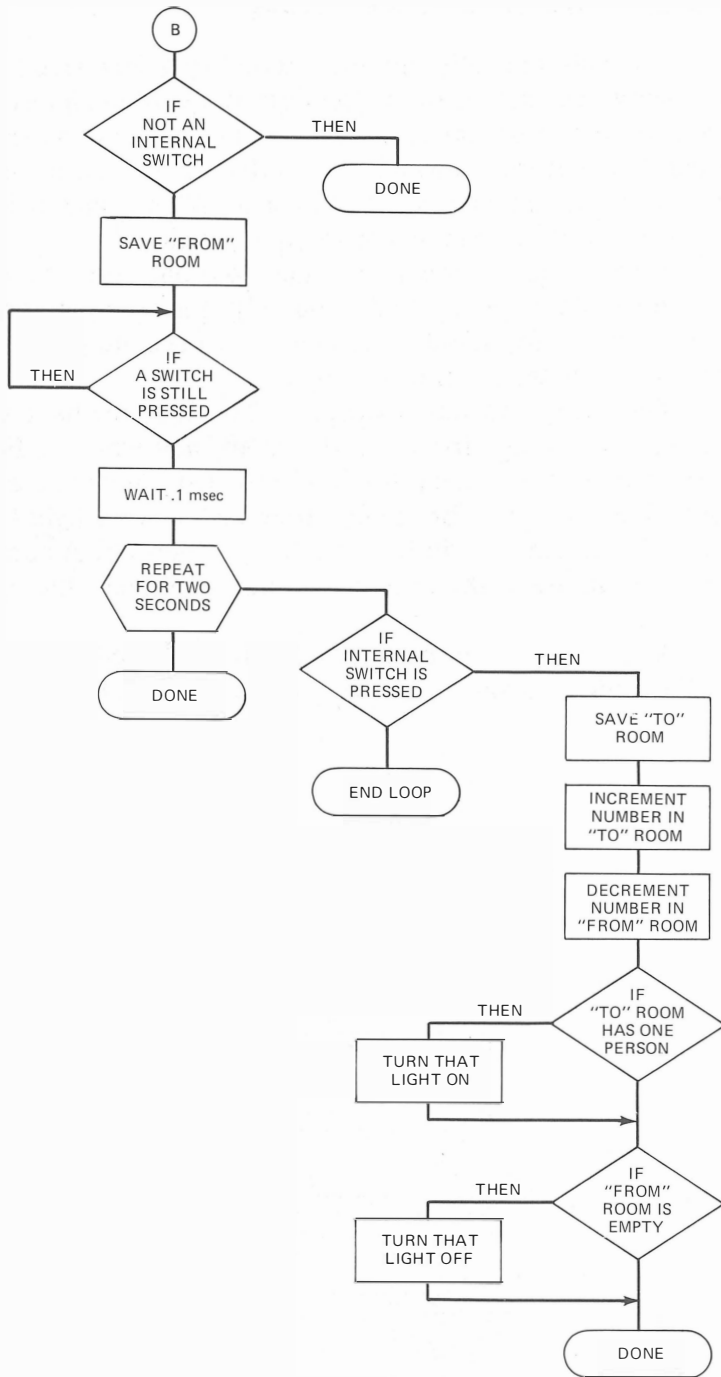 B
IF
NOT AN
INTERNAL
SWITCH
THEN
DONE
SAVE "FROM"
ROOM
IF
A SWITCH
IS STILL
PRESSED
THEN
WAIT .1 msec
REPEAT
FOR TWO
SECONDS
DONE
IF
INTERNAL
SWITCH IS
PRESSED
THEN
END LOOP
SAVE "TO"
ROOM
INCREMENT
NUMBER IN
"TO" ROOM
DECREMENT
NUMBER IN
"FROM" ROOM
IF
"TO" ROOM
HAS ONE
PERSON
THEN
TURN THAT
LIGHT ON
IF
"FROM"
ROOM IS
EMPTY
THEN
TURN THAT
LIGHT OFF
DONE